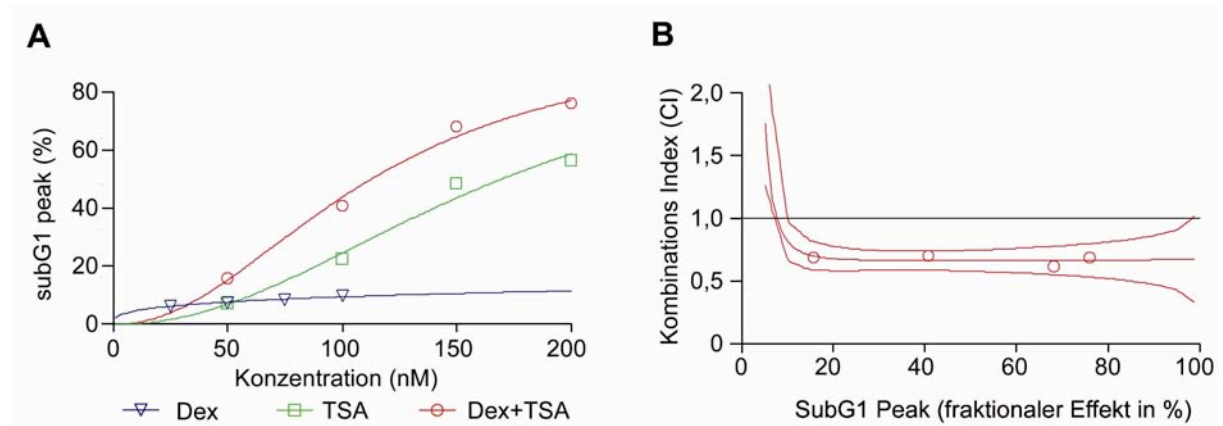 A
subG1 peak (%)
80
60
40
20
0
0 50 100 150 200
Konzentration (nM)
Dex TSA Dex+TSA
B
Kombinations Index (CI)
2,0
1,5
1,0
0,5
0
0 20 40 60 80 100
SubG1 Peak (fraktionaler Effekt in %)